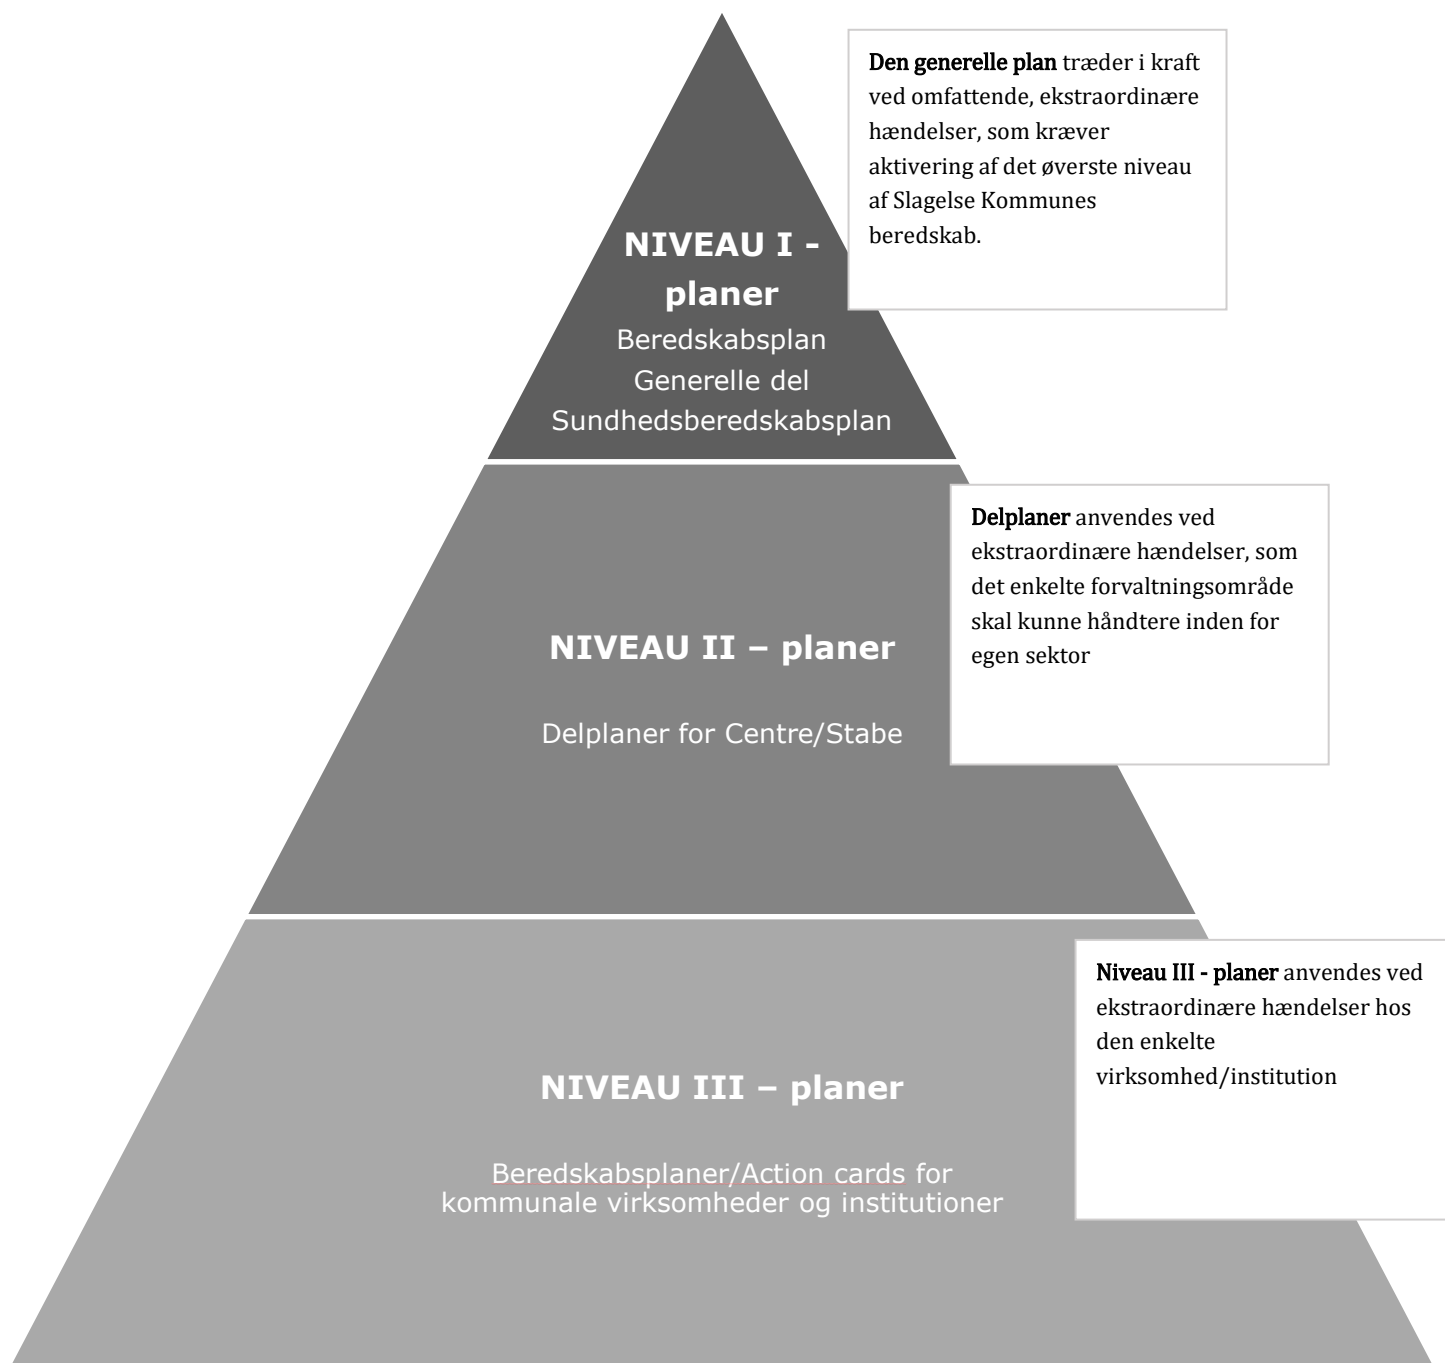 Den generelle plan træder i kraft
ved omfattende, ekstraordinære
hændelser, som kræver
aktivering af det øverste niveau
af Slagelse Kommunes
beredskab.
NIVEAU I -
planer
Beredskabsplan
Generelle del
Sundhedsberedskabsplan
Delplaner anvendes ved
ekstraordinære hændelser, som
det enkelte forvaltningsområde
skal kunne håndtere inden for
egen sektor
NIVEAU II – planer
Delplaner for Centre/Stabe
Niveau III - planer anvendes ved
ekstraordinære hændelser hos
den enkelte
virksomhed/institution
NIVEAU III – planer
Beredskabsplaner/Action cards for
kommunale virksomheder og institutioner